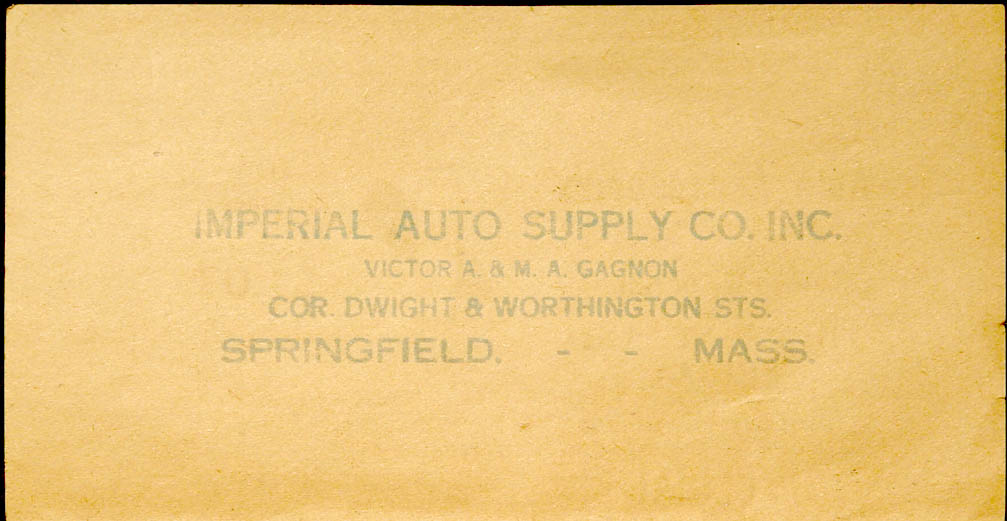 IMPERIAL AUTO SUPPLY CO. INC.
VICTOR A. & M. A. GAGNON
COR. DWIGHT & WORTHINGTON STS.
SPRINGFIELD. - - MASS.